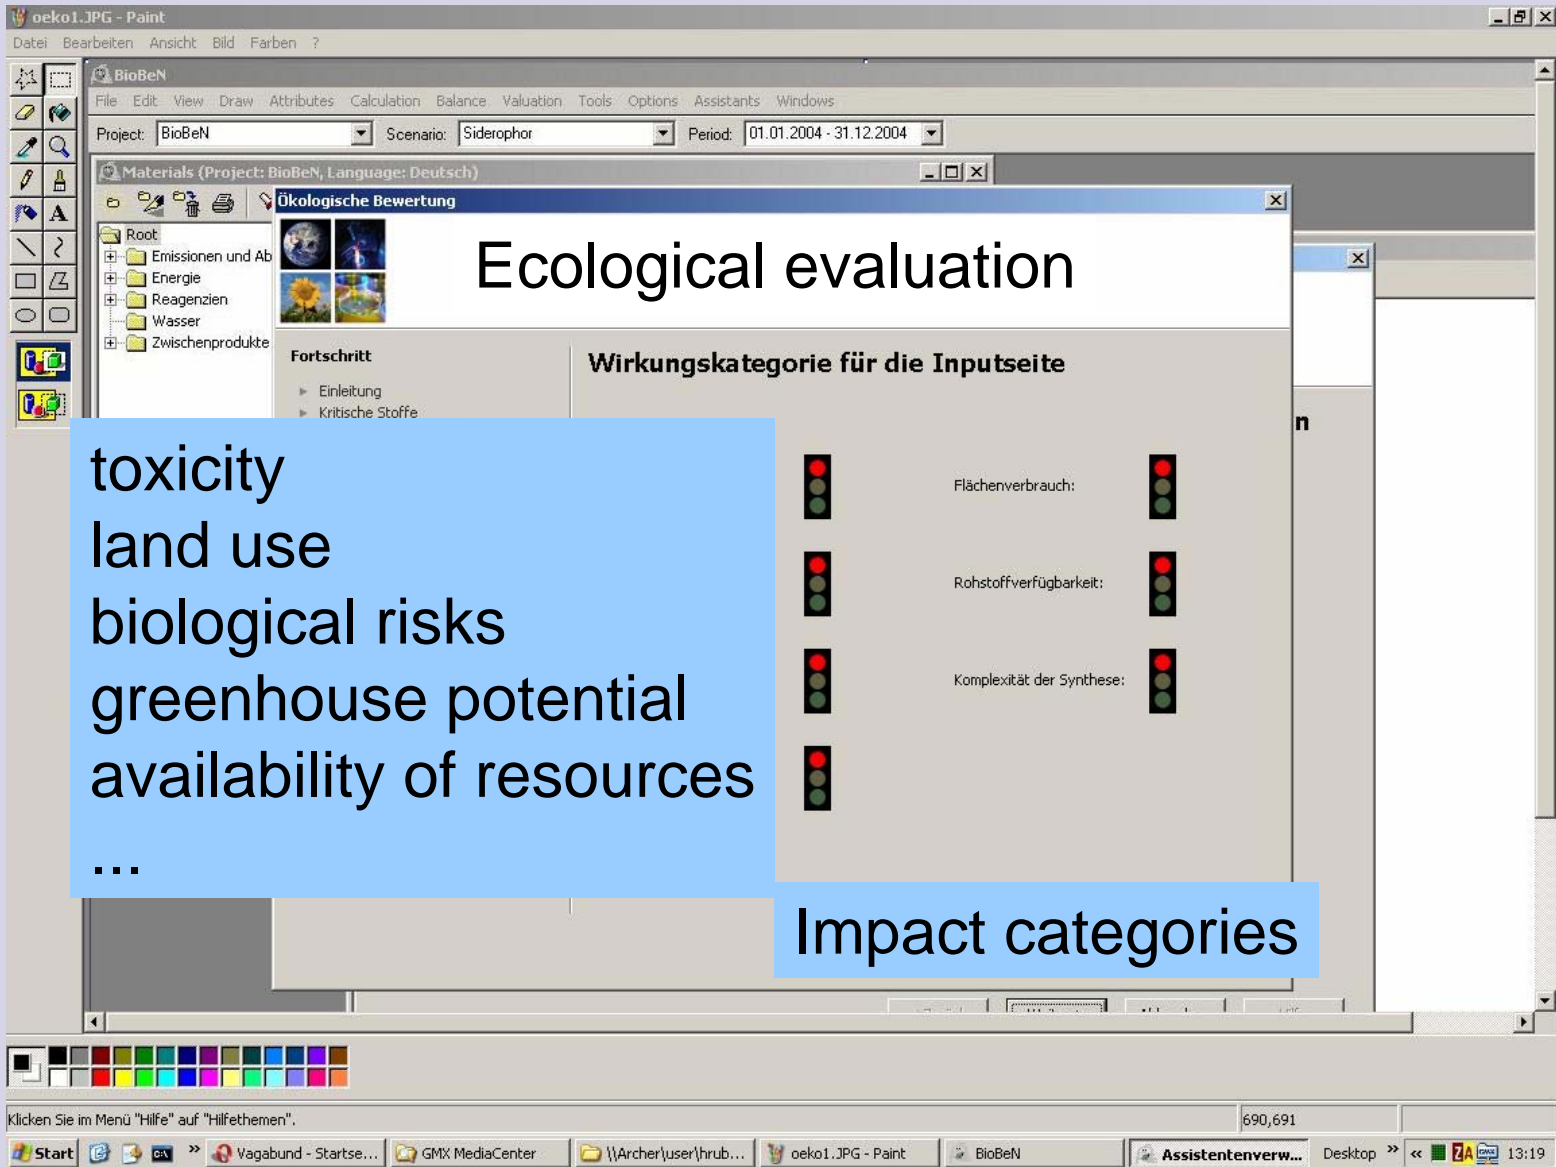 oeko1.JPG - Paint
Datei Bearbeiten Ansicht Bild Farben ?
BioBeN
File Edit View Draw Attributes Calculation Balance Valuation Tools Options Assistants Windows
Project: BioBeN Scenario: Siderophor Period: 01.01.2004 - 31.12.2004
Materials (Project: BioBeN, Language: Deutsch)
Ökologische Bewertung
Root
Emissionen und Ab
Energie
Reagenzien
Wasser
Zwischenprodukte
Ecological evaluation
Fortschritt
Einleitung
Kritische Stoffe
Wirkungskategorie für die Inputseite
n
toxicity
land use
biological risks
greenhouse potential
availability of resources
...
Flächenverbrauch:
Rohstoffverfügbarkeit:
Komplexität der Synthese:
Impact categories
Klicken Sie im Menü "Hilfe" auf "Hilfethemen".
690,691
Start Vagabund - Startse... GMX MediaCenter \\Archer\user\hrub... oeko1.JPG - Paint BioBeN Assistentenverw... Desktop 13:19